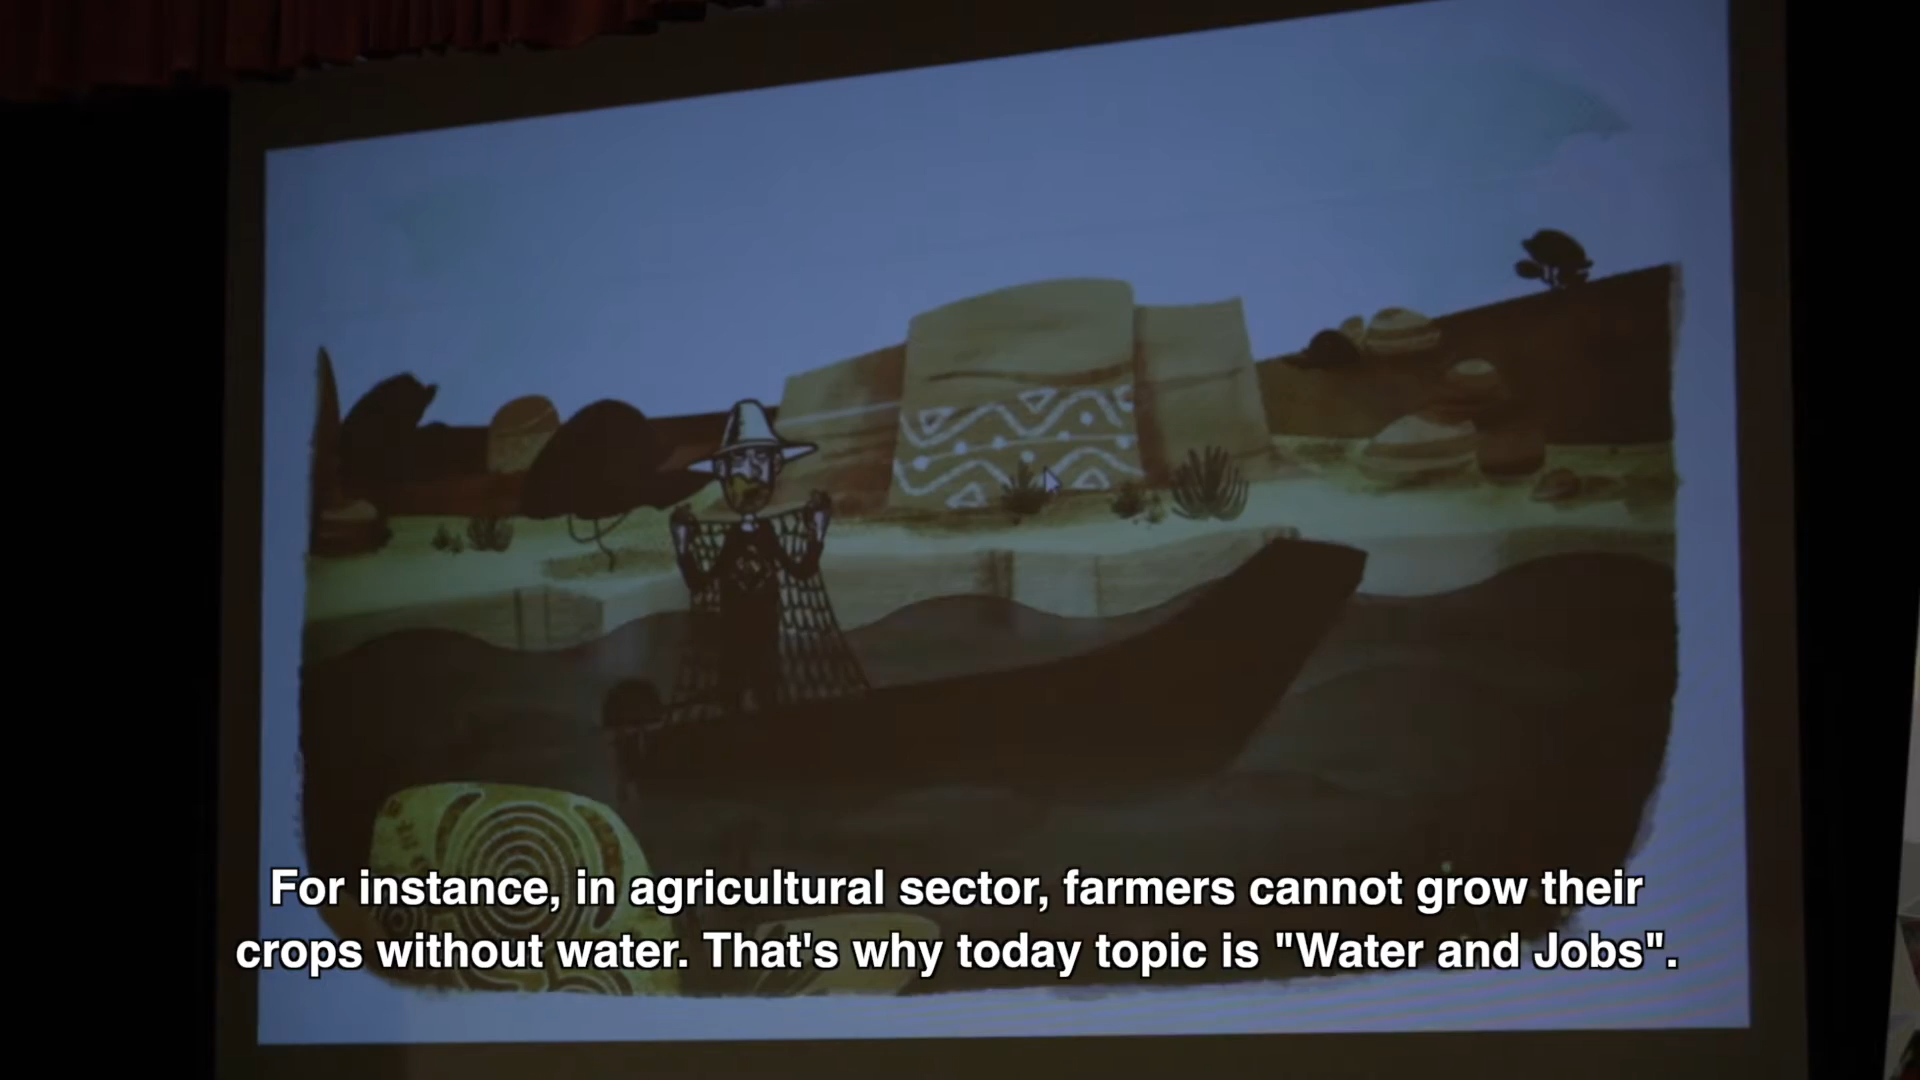 For instance, in agricultural sector, farmers cannot grow their
crops without water. That's why today topic is "Water and Jobs".